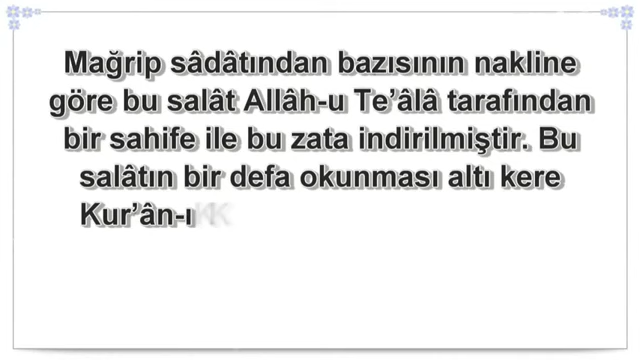 Mağrip sâdâtından bazısının nakline
göre bu salât Allâh-u Te’âlâ tarafından
bir sahife ile bu zata indirilmiştir. Bu
salâtın bir defa okunması altı kere
Kur’ân-ı